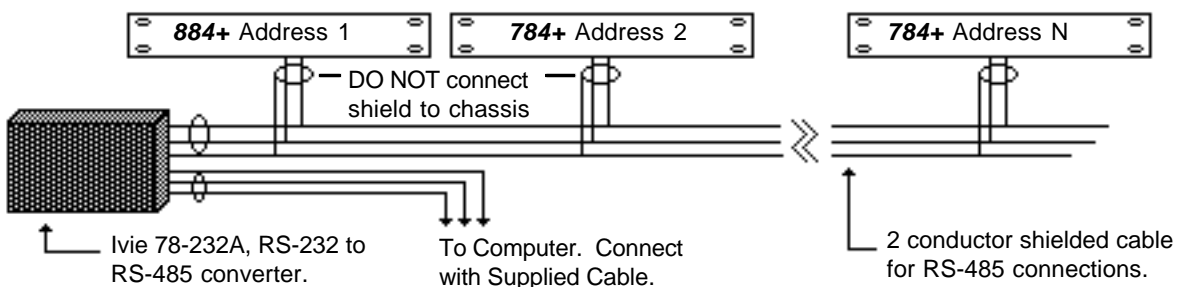 884+ Address 1
784+ Address 2
784+ Address N
DO NOT connect
shield to chassis
Ivie 78-232A, RS-232 to
RS-485 converter.
To Computer.  Connect
with Supplied Cable.
2 conductor shielded cable
for RS-485 connections.